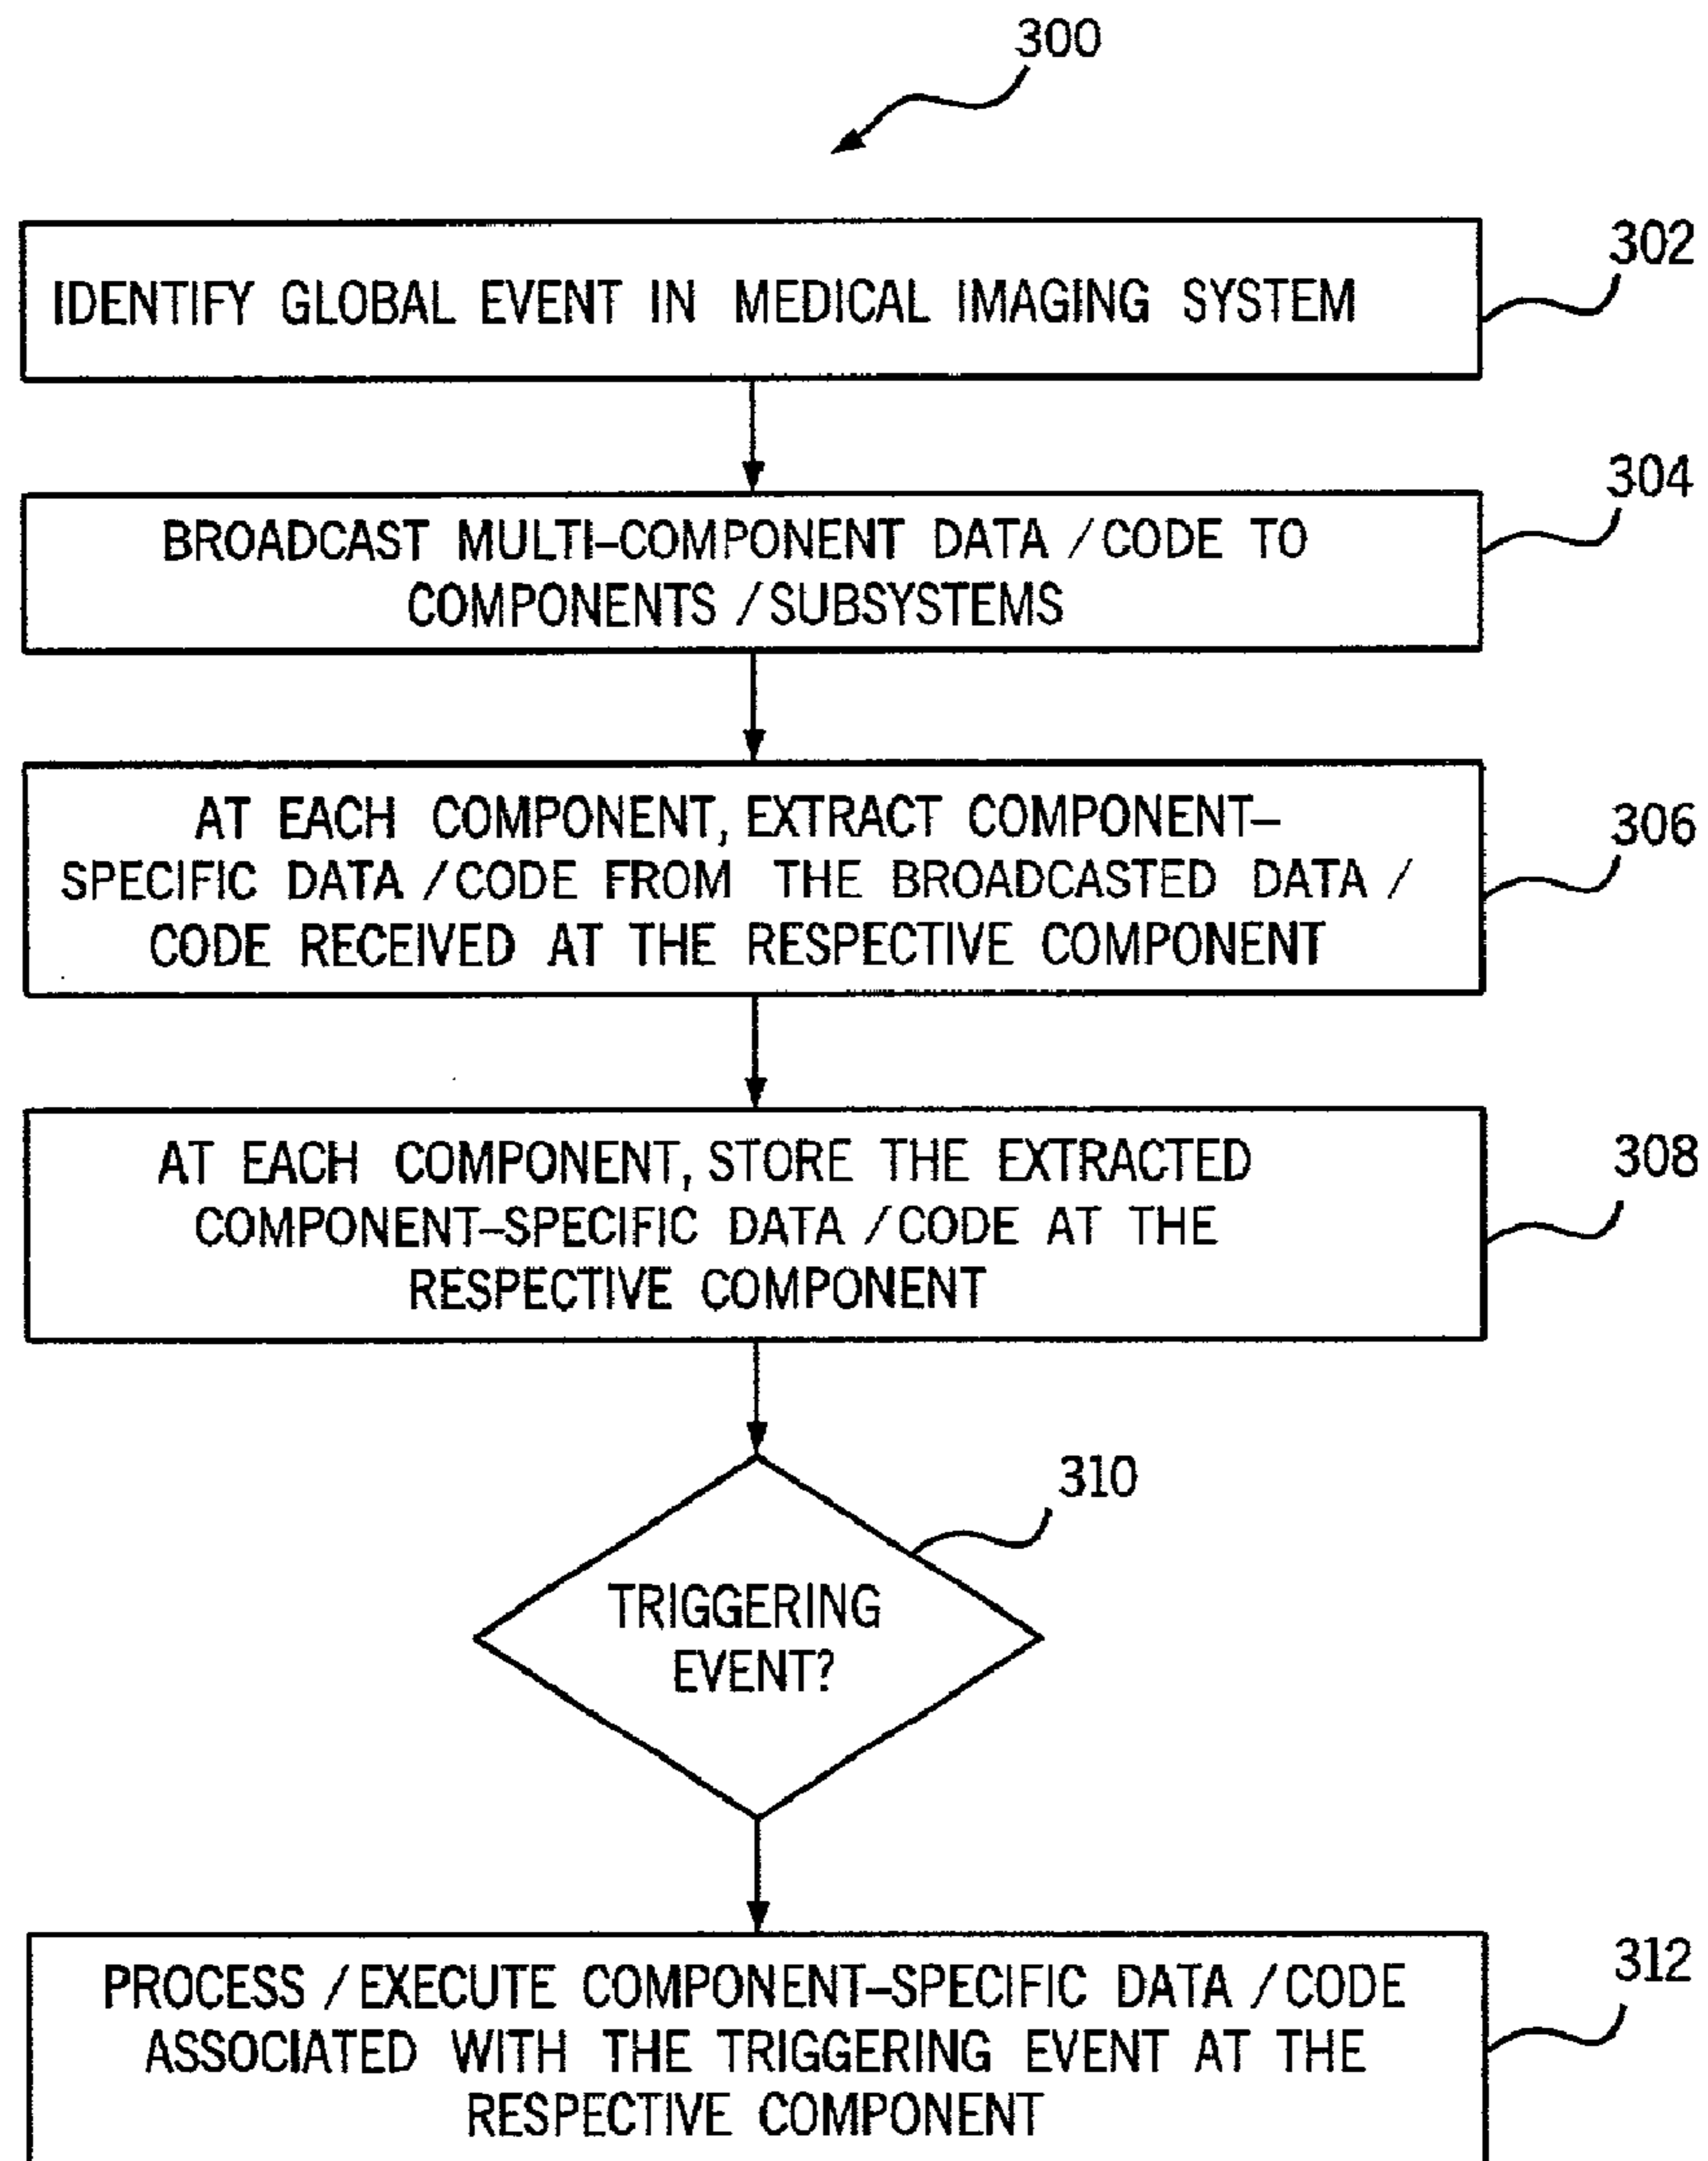 300
IDENTIFY GLOBAL EVENT IN MEDICAL IMAGING SYSTEM
302
BROADCAST MULTI-COMPONENT DATA / CODE TO
COMPONENTS / SUBSYSTEMS
304
AT EACH COMPONENT, EXTRACT COMPONENT-
SPECIFIC DATA / CODE FROM THE BROADCASTED DATA /
CODE RECEIVED AT THE RESPECTIVE COMPONENT
306
AT EACH COMPONENT, STORE THE EXTRACTED
COMPONENT-SPECIFIC DATA / CODE AT THE
RESPECTIVE COMPONENT
308
TRIGGERING
EVENT?
310
PROCESS / EXECUTE COMPONENT-SPECIFIC DATA / CODE
ASSOCIATED WITH THE TRIGGERING EVENT AT THE
RESPECTIVE COMPONENT
312